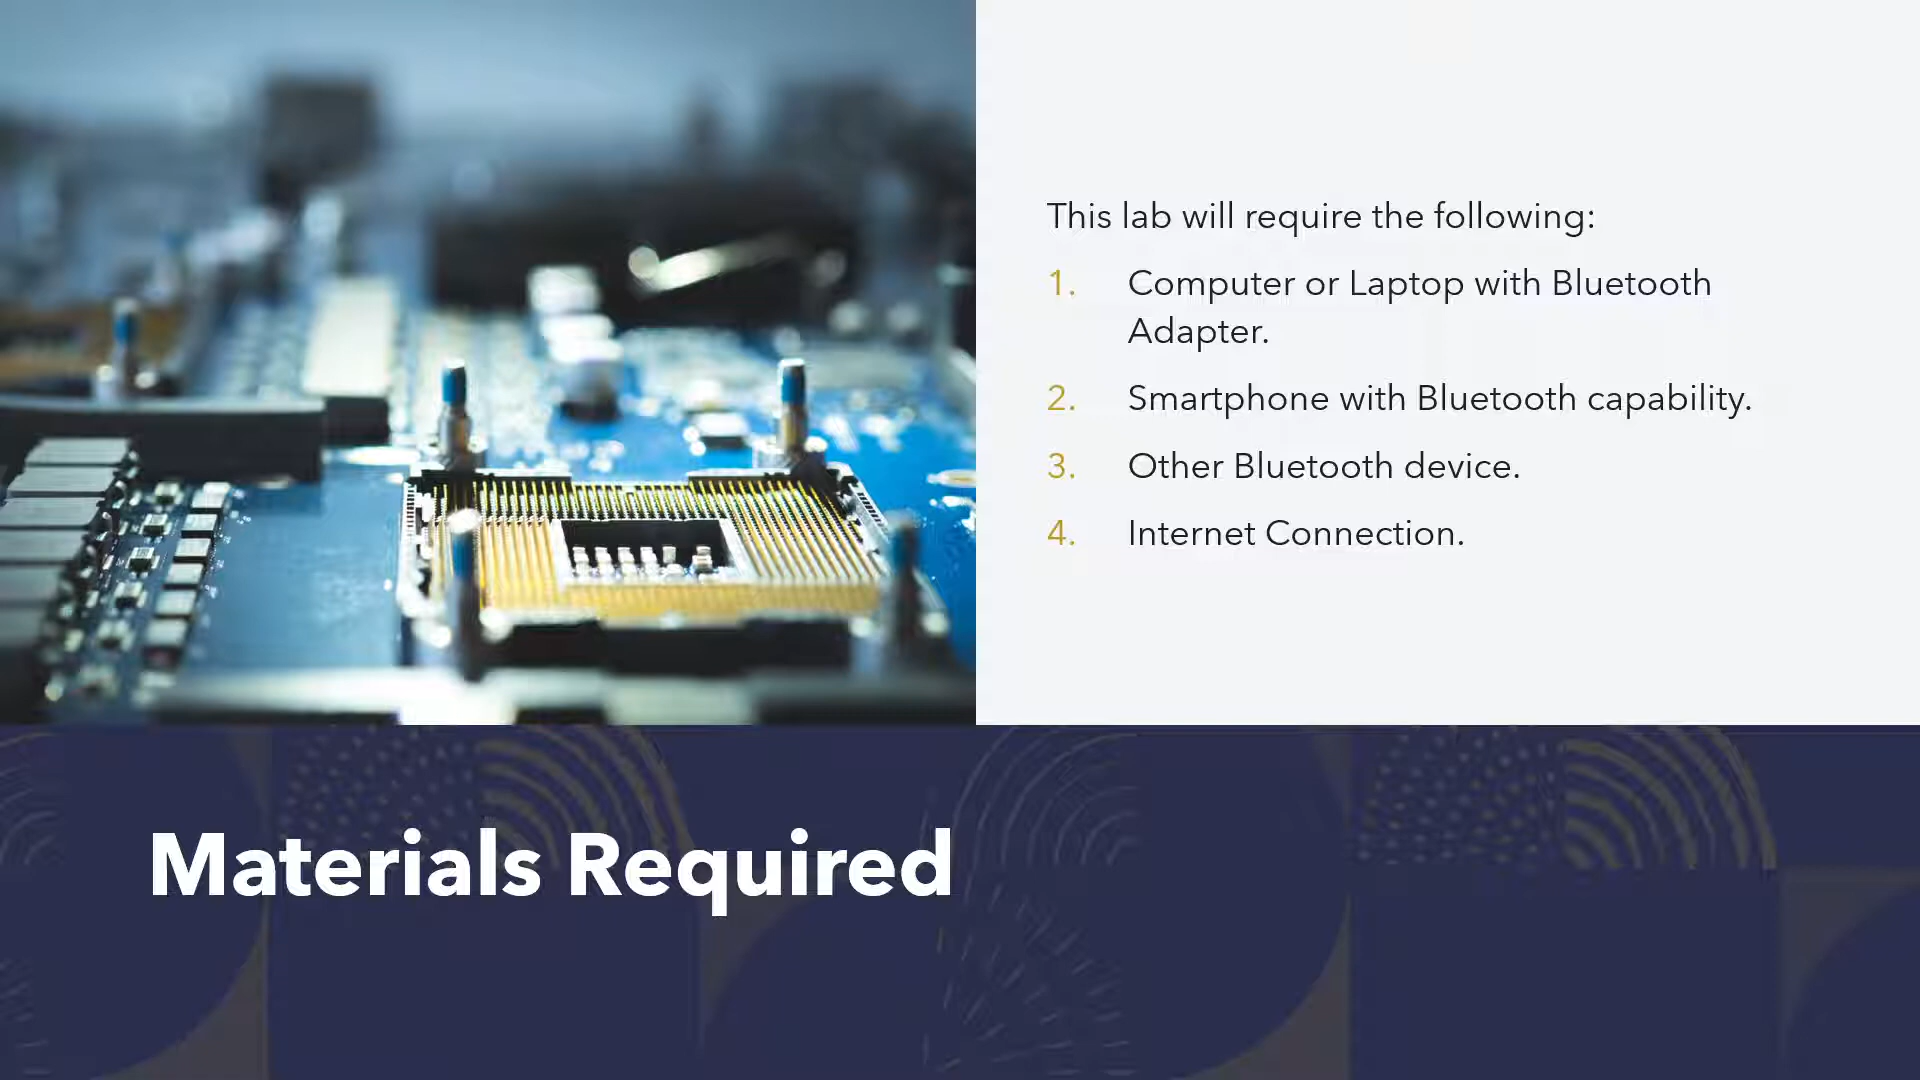 This lab will require the following:
1. Computer or Laptop with Bluetooth
Adapter.
2. Smartphone with Bluetooth capability.
3. Other Bluetooth device.
4. Internet Connection.
Materials Required